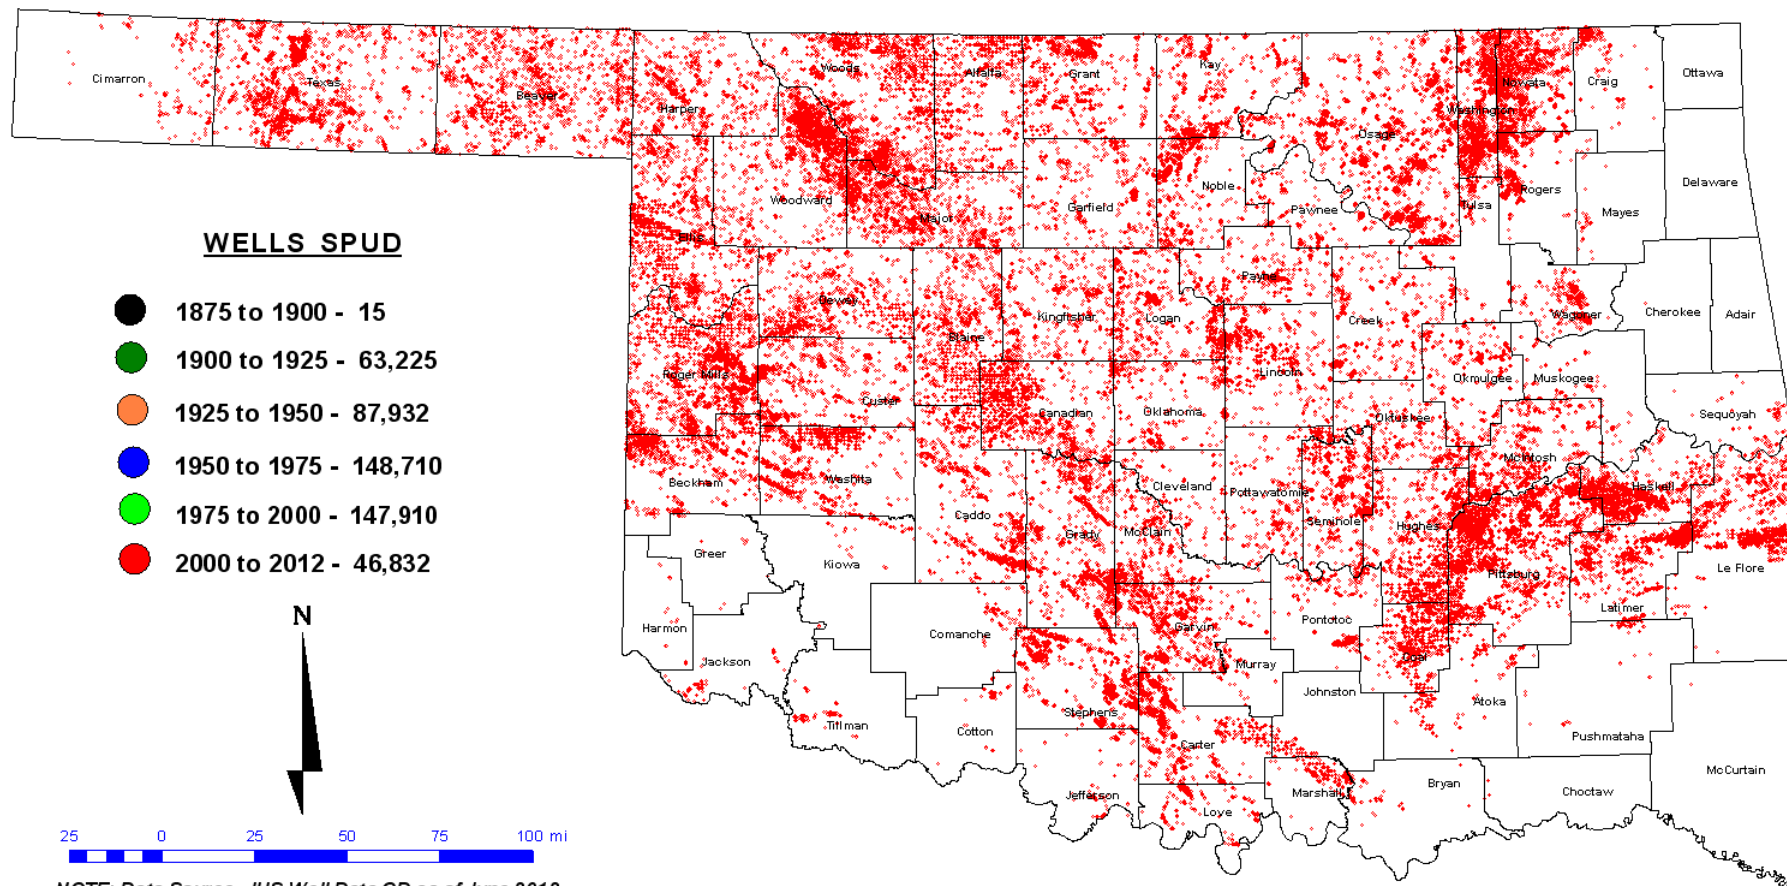 Cimarron
Texas
Beaver
Harper
Woods
Alfalfa
Grant
Kay
Osage
Washington
Nowata
Craig
Ottawa
Woodward
Major
Garfield
Noble
Pawnee
Tulsa
Rogers
Mayes
Delaware
Ellis
WELLS SPUD
1875 to 1900 - 15
1900 to 1925 - 63,225
1925 to 1950 - 87,932
1950 to 1975 - 148,710
1975 to 2000 - 147,910
2000 to 2012 - 46,832
Dewey
Blaine
Kingfisher
Logan
Payne
Creek
Wagoner
Cherokee
Adair
Roger Mills
Custer
Canadian
Oklahoma
Lincoln
Okmulgee
Muskogee
Okfuskee
Sequoyah
Beckham
Washita
Caddo
Grady
Cleveland
McClain
Pottawatomie
Seminole
Hughes
McIntosh
Haskell
Pittsburg
Latimer
Le Flore
Greer
Kiowa
Harmon
Jackson
Comanche
Garvin
Pontotoc
Coal
Murray
Johnston
Atoka
Pushmataha
McCurtain
Tillman
Cotton
Stephens
Carter
Jefferson
Love
Marshall
Bryan
Choctaw
N
25 0 25 50 75 100 mi